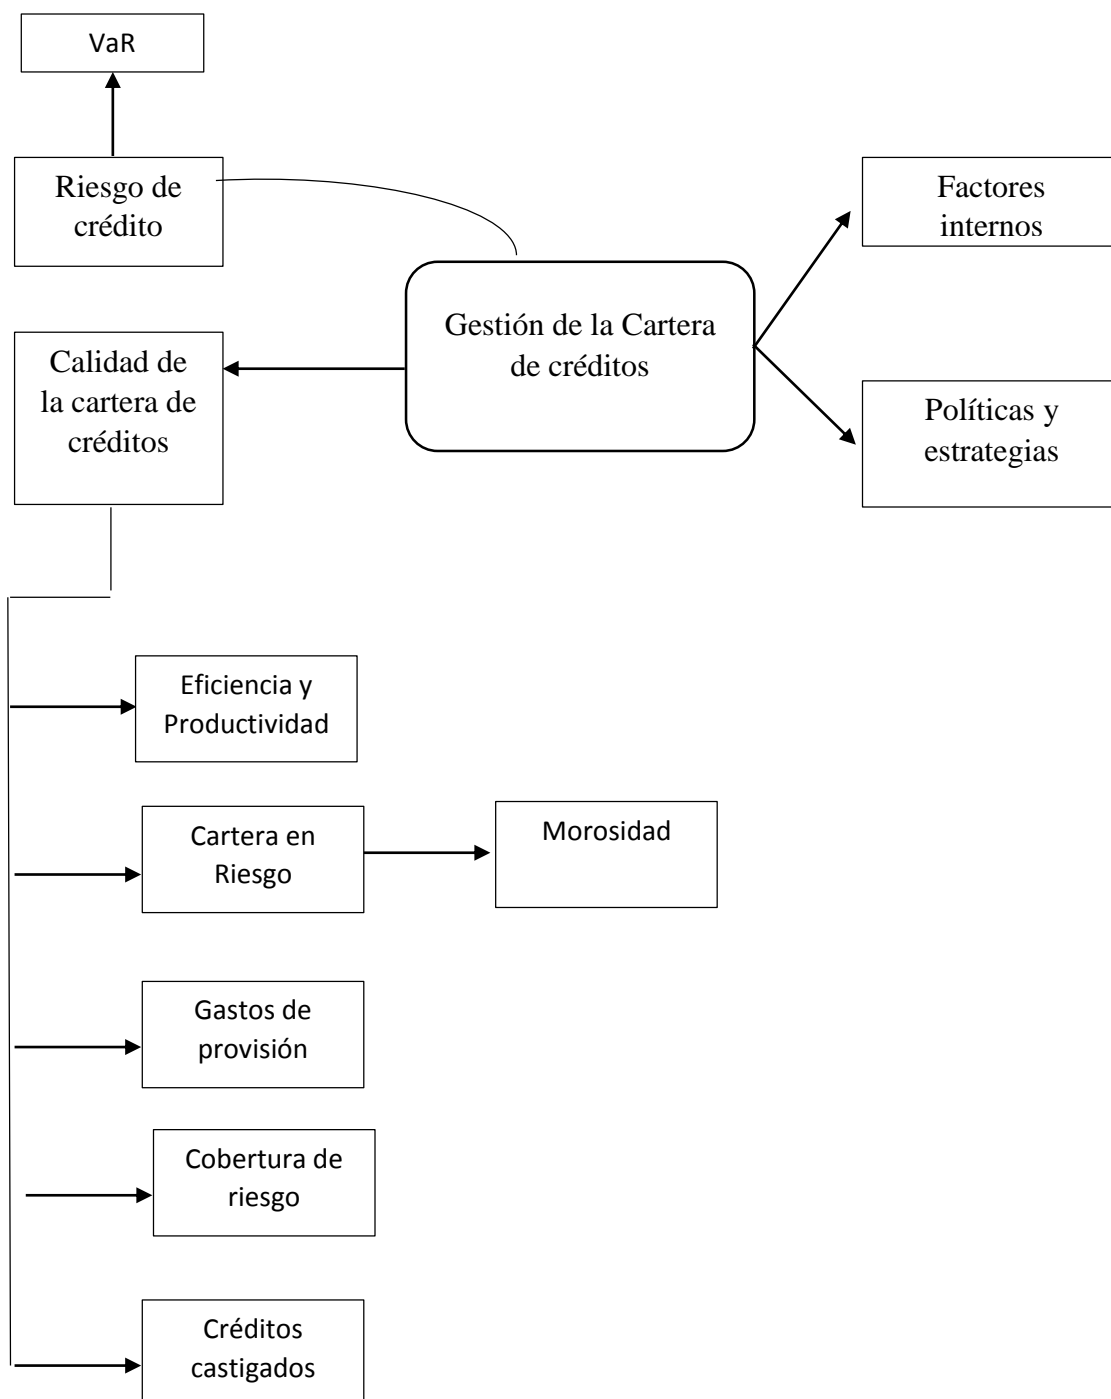 VaR
Riesgo de
crédito
Factores
internos
Gestión de la Cartera
de créditos
Calidad de
la cartera de
créditos
Políticas y
estrategias
Eficiencia y
Productividad
Cartera en
Riesgo
Morosidad
Gastos de
provisión
Cobertura de
riesgo
Créditos
castigados